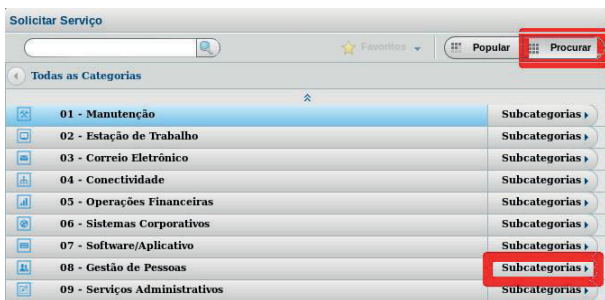 Solicitar Serviço
Favoritos Popular Procurar
Todas as Categorias
01 - Manutenção Subcategorias
02 - Estação de Trabalho Subcategorias
03 - Correio Eletrônico Subcategorias
04 - Conectividade Subcategorias
05 - Operações Financeiras Subcategorias
06 - Sistemas Corporativos Subcategorias
07 - Software/Aplicativo Subcategorias
08 - Gestão de Pessoas Subcategorias
09 - Serviços Administrativos Subcategorias